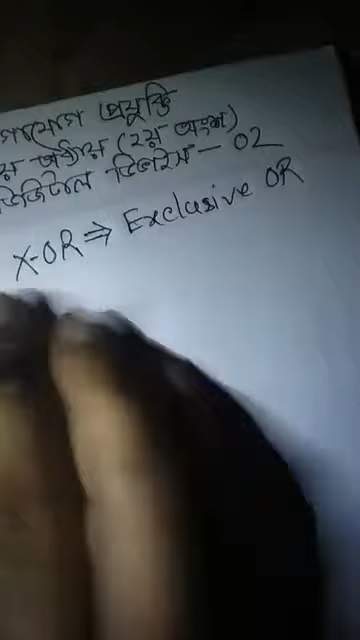 প্রযুক্তি
অধ্যায় (২য় অংশ)
ডিজিটাল ডিভাইস - 02
X-OR ⇒ Exclusive OR